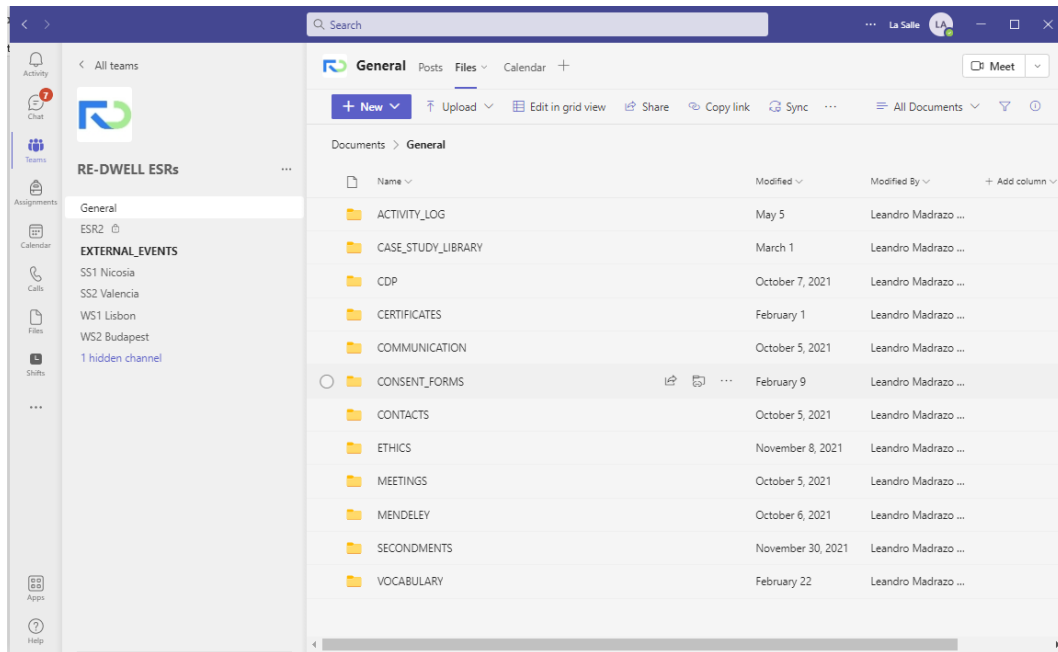 Search
La Salle
LA
Activity
7
Chat
Teams
Assignments
Calendar
Calls
Files
Shifts
Apps
Help
All teams
RE-DWELL ESRs
General
ESR2
EXTERNAL_EVENTS
SS1 Nicosia
SS2 Valencia
WS1 Lisbon
WS2 Budapest
1 hidden channel
General Posts Files Calendar
Meet
New Upload Edit in grid view Share Copy link Sync All Documents
Documents > General
Name Modified Modified By + Add column
ACTIVITY_LOG May 5 Leandro Madrazo ...
CASE_STUDY_LIBRARY March 1 Leandro Madrazo ...
CDP October 7, 2021 Leandro Madrazo ...
CERTIFICATES February 1 Leandro Madrazo ...
COMMUNICATION October 5, 2021 Leandro Madrazo ...
CONSENT_FORMS February 9 Leandro Madrazo ...
CONTACTS October 5, 2021 Leandro Madrazo ...
ETHICS November 8, 2021 Leandro Madrazo ...
MEETINGS October 5, 2021 Leandro Madrazo ...
MENDELEY October 6, 2021 Leandro Madrazo ...
SECONDMENTS November 30, 2021 Leandro Madrazo ...
VOCABULARY February 22 Leandro Madrazo ...